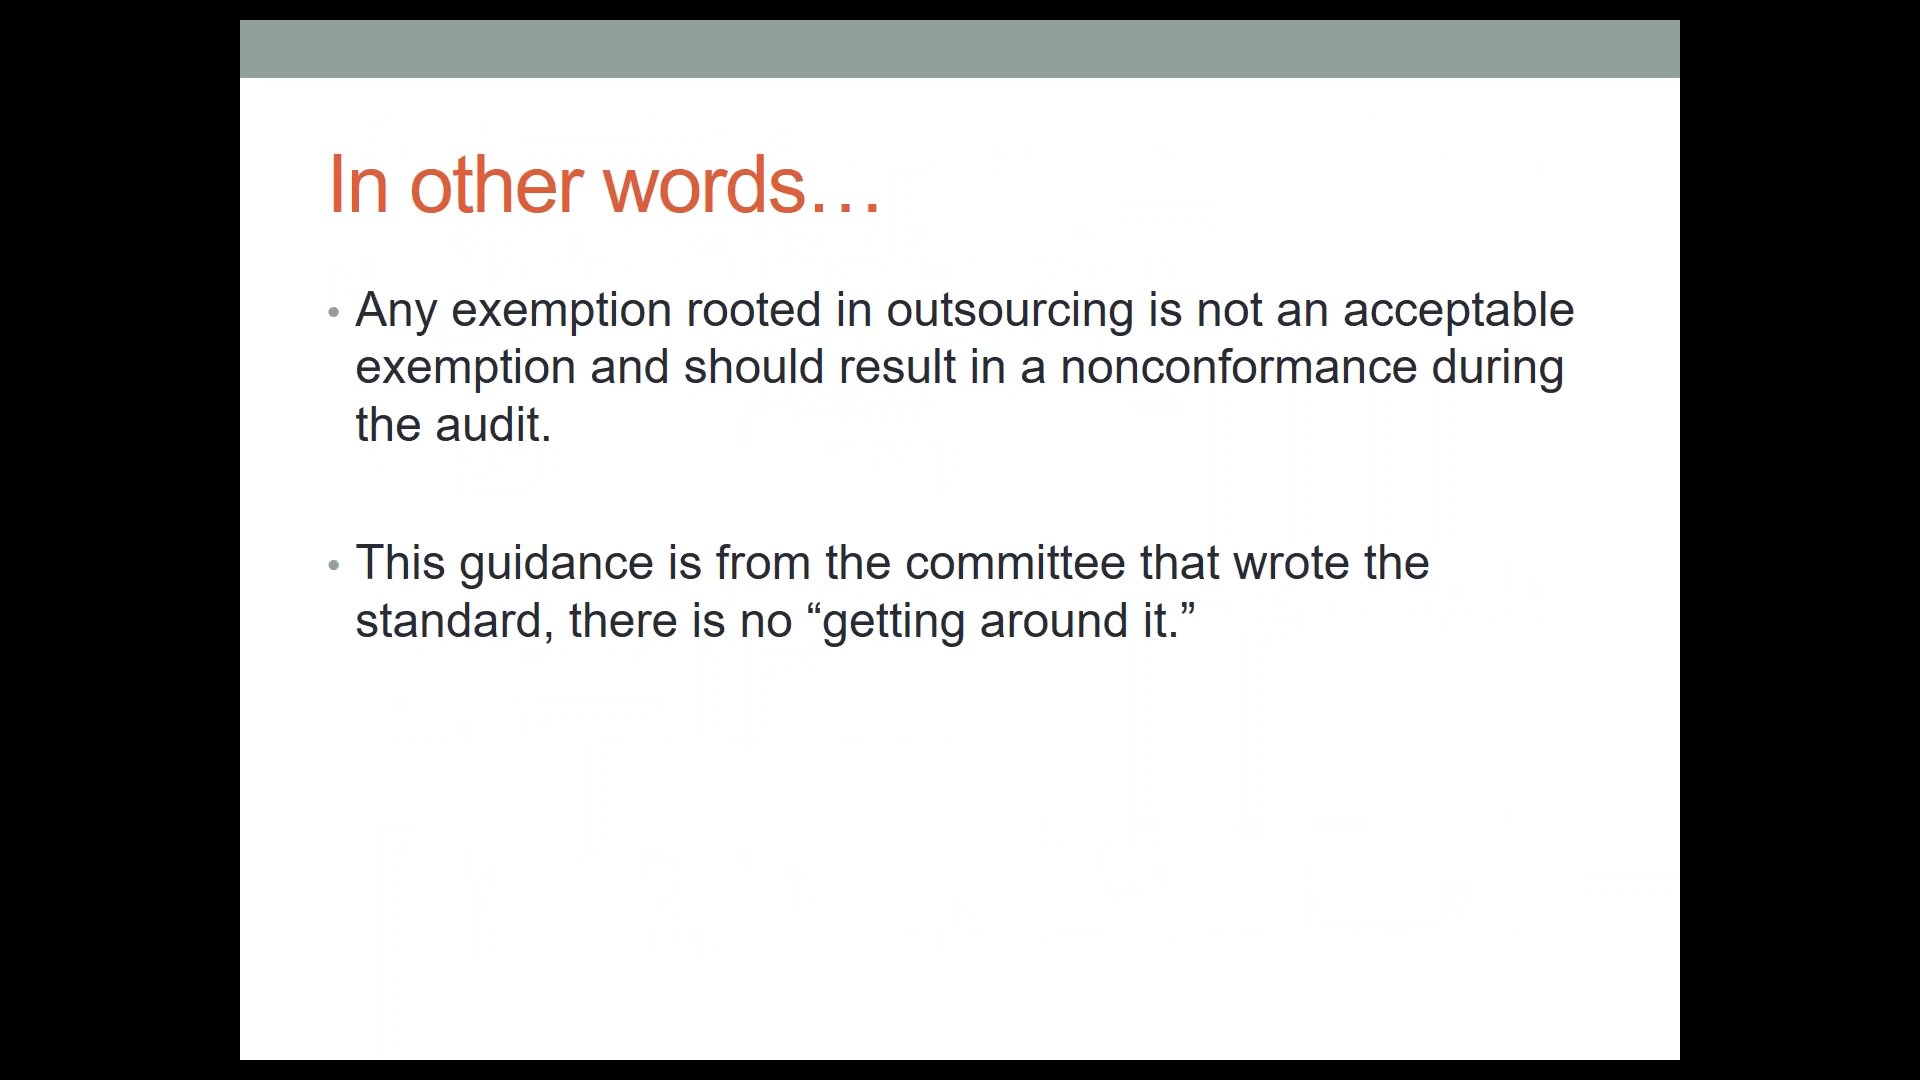 In other words…
• Any exemption rooted in outsourcing is not an acceptable
exemption and should result in a nonconformance during
the audit.
• This guidance is from the committee that wrote the
standard, there is no “getting around it.”